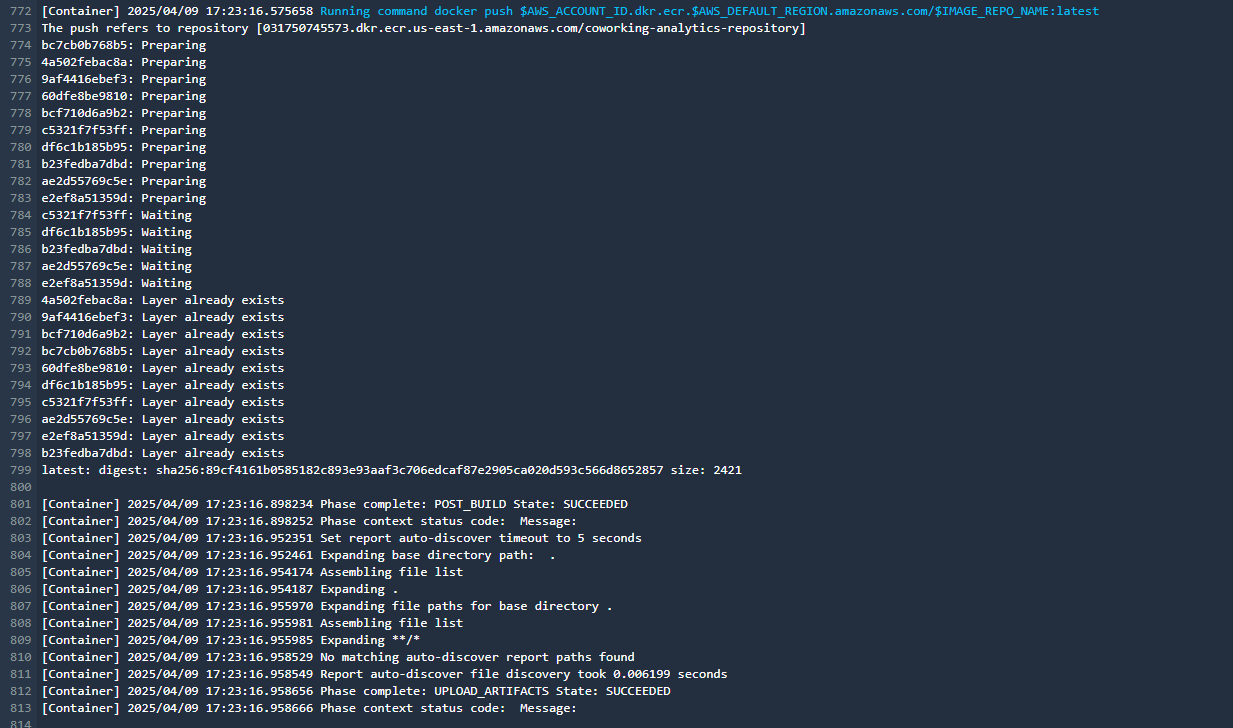 772 [Container] 2025/04/09 17:23:16.575658 Running command docker push $AWS_ACCOUNT_ID.dkr.ecr.$AWS_DEFAULT_REGION.amazonaws.com/$IMAGE_REPO_NAME:latest
773 The push refers to repository [031750745573.dkr.ecr.us-east-1.amazonaws.com/coworking-analytics-repository]
774 bc7cb0b768b5: Preparing
775 4a502febac8a: Preparing
776 9af4416ebef3: Preparing
777 60dfe8be9810: Preparing
778 bcf710d6a9b2: Preparing
779 c5321f7f53ff: Preparing
780 df6c1b185b95: Preparing
781 b23fedba7dbd: Preparing
782 ae2d55769c5e: Preparing
783 e2ef8a51359d: Preparing
784 c5321f7f53ff: Waiting
785 df6c1b185b95: Waiting
786 b23fedba7dbd: Waiting
787 ae2d55769c5e: Waiting
788 e2ef8a51359d: Waiting
789 4a502febac8a: Layer already exists
790 9af4416ebef3: Layer already exists
791 bcf710d6a9b2: Layer already exists
792 bc7cb0b768b5: Layer already exists
793 60dfe8be9810: Layer already exists
794 df6c1b185b95: Layer already exists
795 c5321f7f53ff: Layer already exists
796 ae2d55769c5e: Layer already exists
797 e2ef8a51359d: Layer already exists
798 b23fedba7dbd: Layer already exists
799 latest: digest: sha256:89cf4161b0585182c893e93aaf3c706edcaf87e2905ca020d593c566d8652857 size: 2421
800
801 [Container] 2025/04/09 17:23:16.898234 Phase complete: POST_BUILD State: SUCCEEDED
802 [Container] 2025/04/09 17:23:16.898252 Phase context status code:  Message:
803 [Container] 2025/04/09 17:23:16.952351 Set report auto-discover timeout to 5 seconds
804 [Container] 2025/04/09 17:23:16.952461 Expanding base directory path:  .
805 [Container] 2025/04/09 17:23:16.954174 Assembling file list
806 [Container] 2025/04/09 17:23:16.954187 Expanding .
807 [Container] 2025/04/09 17:23:16.955970 Expanding file paths for base directory .
808 [Container] 2025/04/09 17:23:16.955981 Assembling file list
809 [Container] 2025/04/09 17:23:16.955985 Expanding **/*
810 [Container] 2025/04/09 17:23:16.958529 No matching auto-discover report paths found
811 [Container] 2025/04/09 17:23:16.958549 Report auto-discover file discovery took 0.006199 seconds
812 [Container] 2025/04/09 17:23:16.958656 Phase complete: UPLOAD_ARTIFACTS State: SUCCEEDED
813 [Container] 2025/04/09 17:23:16.958666 Phase context status code:  Message:
814